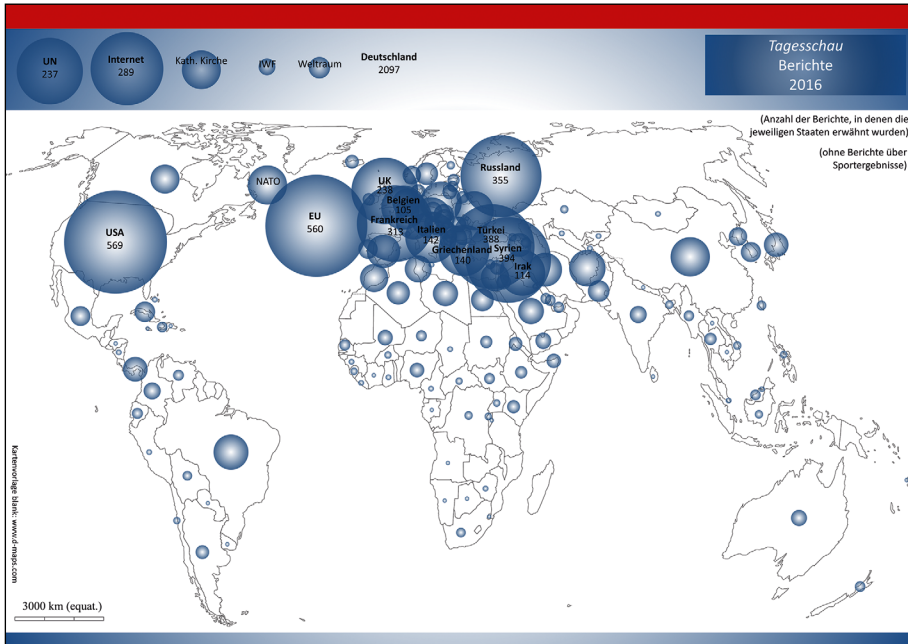 UN
237
Internet
289
Kath. Kirche
IWF
Weltraum
Deutschland
2097
Tagesschau
Berichte
2016
(Anzahl der Berichte, in denen die
jeweiligen Staaten erwähnt wurden)
(ohne Berichte über
Sportergebnisse)
NATO
UK
238
Russland
355
Belgien
105
USA
569
EU
560
Frankreich
313
Italien
142
Türkei
388
Griechenland
140
Syrien
394
Irak
114
Kartenvorlage blank: www.d-maps.com
3000 km (equat.)